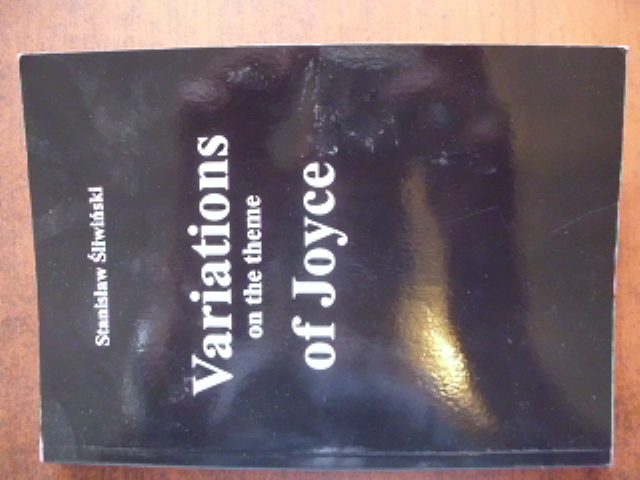 Stanisław Śliwiński
Variations
on the theme
of Joyce